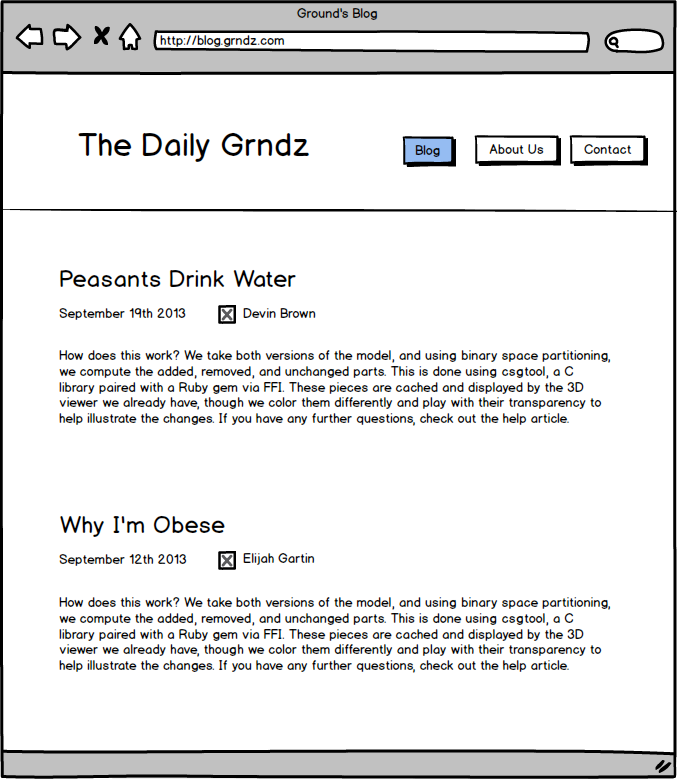 Ground's Blog
http://blog.grndz.com
The Daily Grndz
Blog
About Us
Contact
Peasants Drink Water
September 19th 2013
Devin Brown
How does this work? We take both versions of the model, and using binary space partitioning,
we compute the added, removed, and unchanged parts. This is done using csgtool, a C
library paired with a Ruby gem via FFI. These pieces are cached and displayed by the 3D
viewer we already have, though we color them differently and play with their transparency to
help illustrate the changes. If you have any further questions, check out the help article.
Why I'm Obese
September 12th 2013
Elijah Gartin
How does this work? We take both versions of the model, and using binary space partitioning,
we compute the added, removed, and unchanged parts. This is done using csgtool, a C
library paired with a Ruby gem via FFI. These pieces are cached and displayed by the 3D
viewer we already have, though we color them differently and play with their transparency to
help illustrate the changes. If you have any further questions, check out the help article.